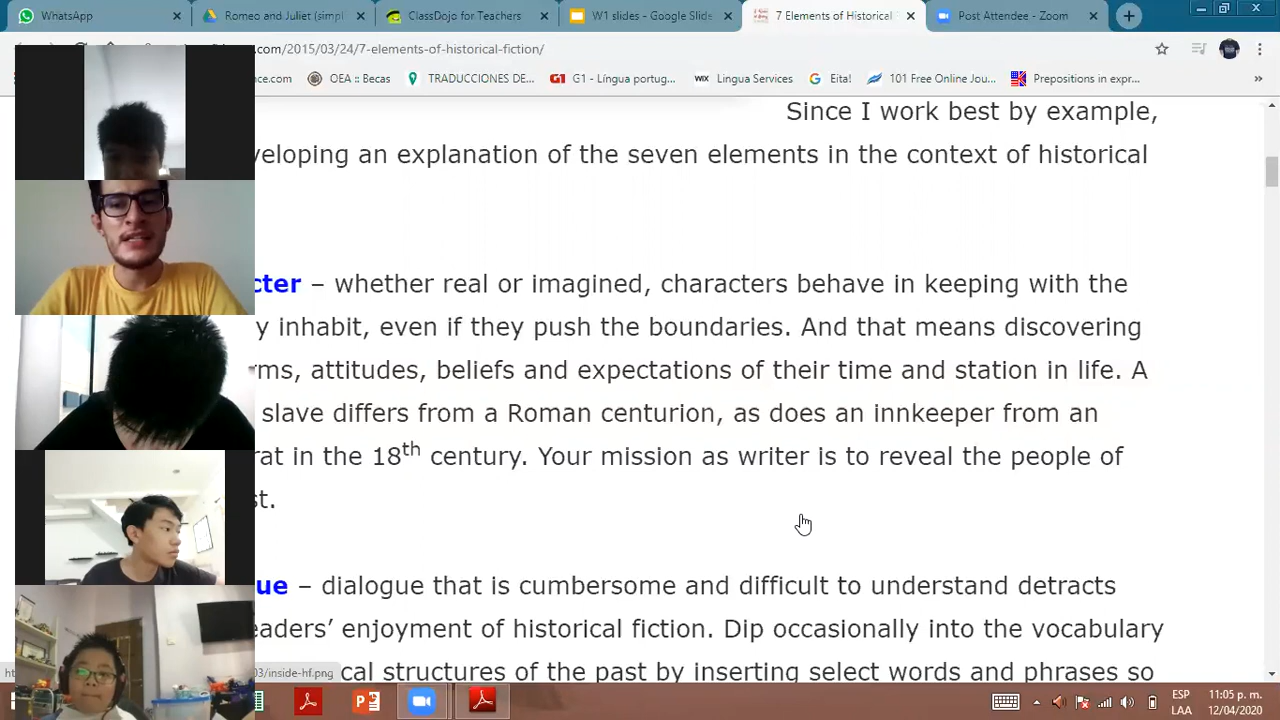 WhatsApp
Romeo and Juliet (simpl
ClassDojo for Teachers
W1 slides - Google Slide
7 Elements of Historical
Post Attendee - Zoom
.com/2015/03/24/7-elements-of-historical-fiction/
nce.com...
OEA :: Becas
TRADUCCIONES DE...
G1 - Língua portug...
WIX
Lingua Services
Eita!
101 Free Online Jou...
Prepositions in expr...
»
Since I work best by example,
veloping an explanation of the seven elements in the context of historical
cter – whether real or imagined, characters behave in keeping with the
y inhabit, even if they push the boundaries. And that means discovering
rms, attitudes, beliefs and expectations of their time and station in life. A
slave differs from a Roman centurion, as does an innkeeper from an
rat in the 18th century. Your mission as writer is to reveal the people of
st.
ue – dialogue that is cumbersome and difficult to understand detracts
eaders’ enjoyment of historical fiction. Dip occasionally into the vocabulary
cal structures of the past by inserting select words and phrases so
03/inside-hf.png
ESP
LAA
11:05 p. m.
12/04/2020